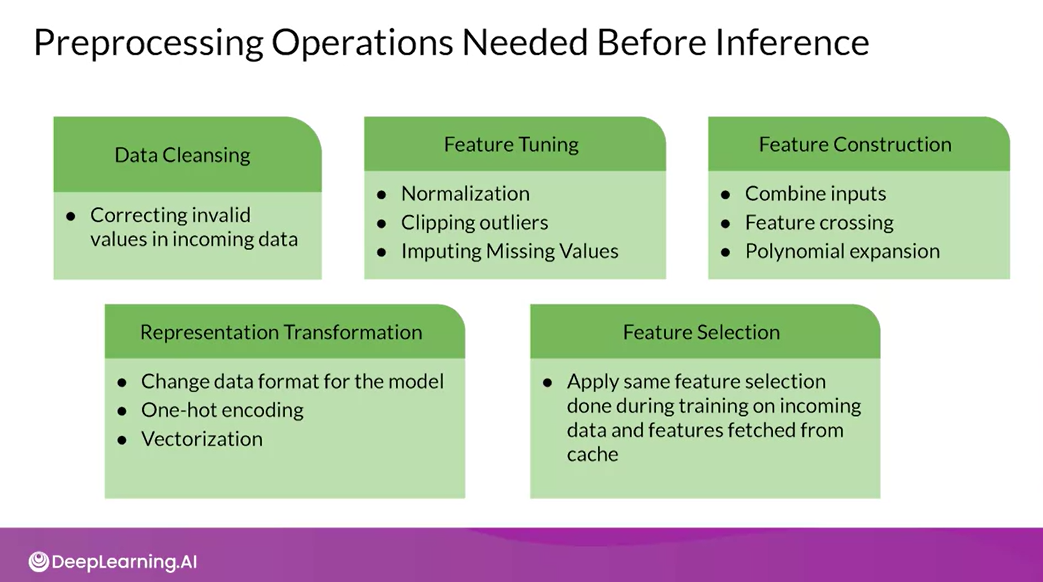 Preprocessing Operations Needed Before Inference
Data Cleansing
● Correcting invalid
values in incoming data
Feature Tuning
● Normalization
● Clipping outliers
● Imputing Missing Values
Feature Construction
● Combine inputs
● Feature crossing
● Polynomial expansion
Representation Transformation
● Change data format for the model
● One-hot encoding
● Vectorization
Feature Selection
● Apply same feature selection
done during training on incoming
data and features fetched from
cache
DeepLearning.AI